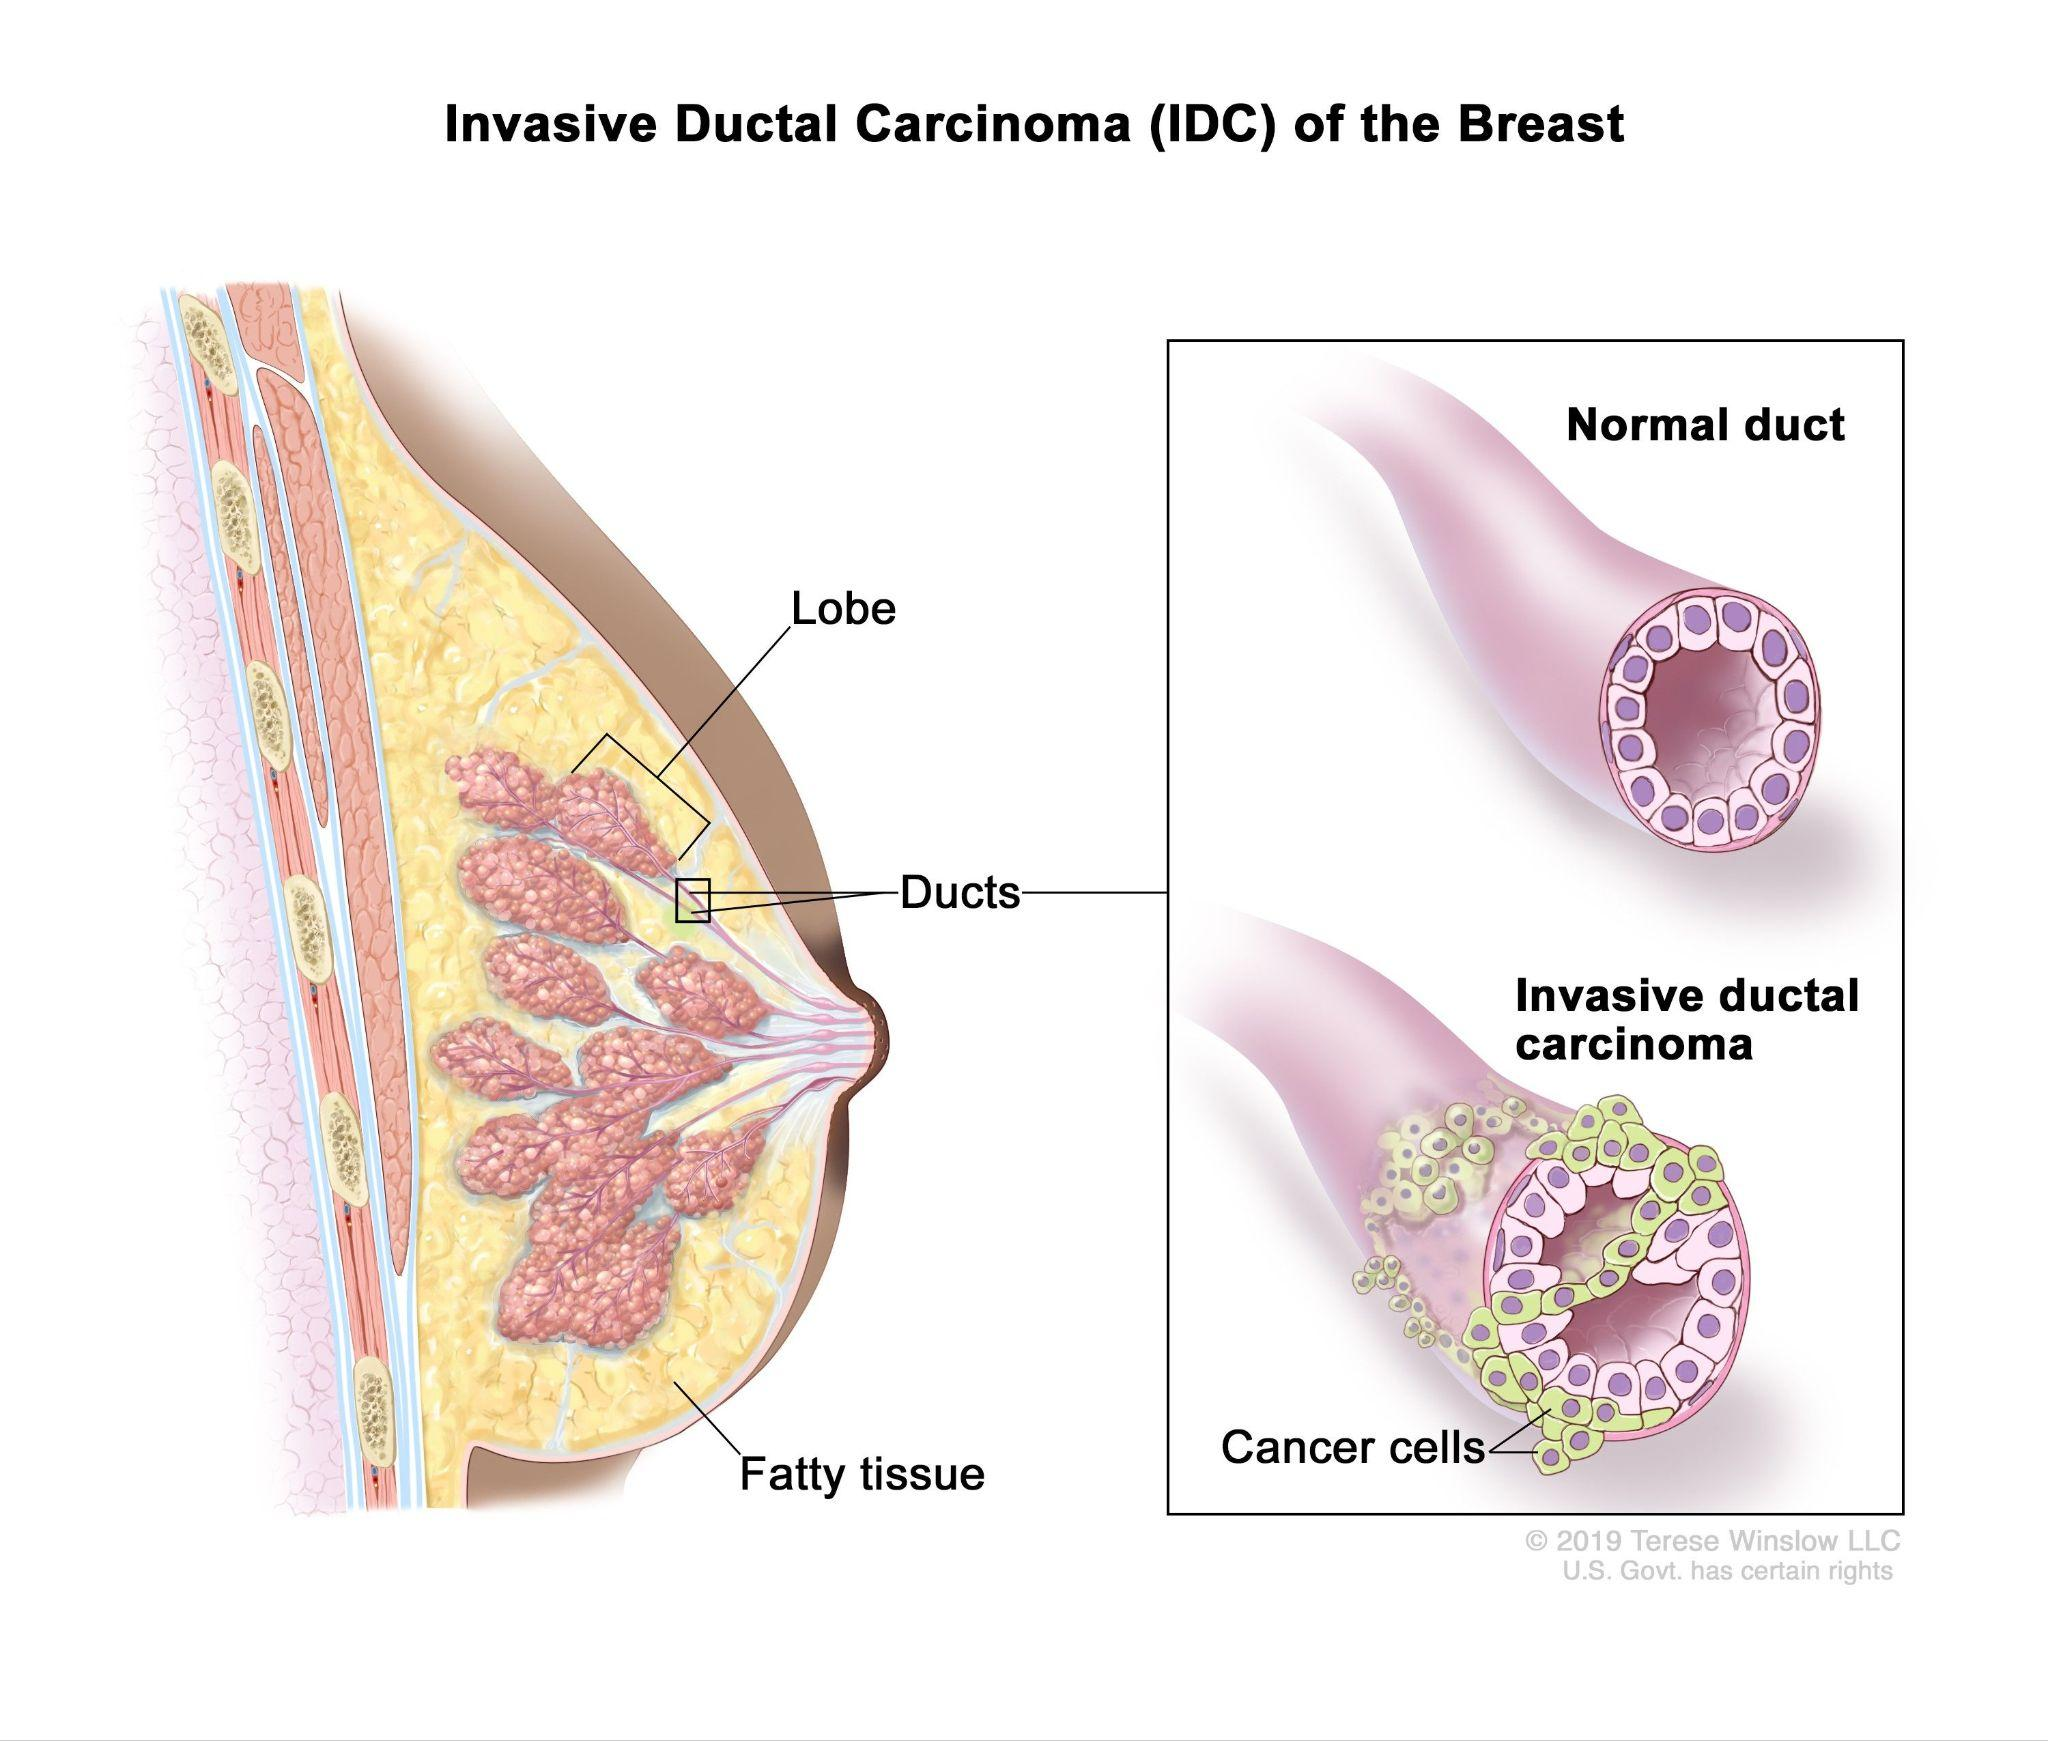 Invasive Ductal Carcinoma (IDC) of the Breast
Normal duct
Lobe
Ducts
Invasive ductal
carcinoma
Cancer cells
Fatty tissue
© 2019 Terese Winslow LLC
U.S. Govt. has certain rights